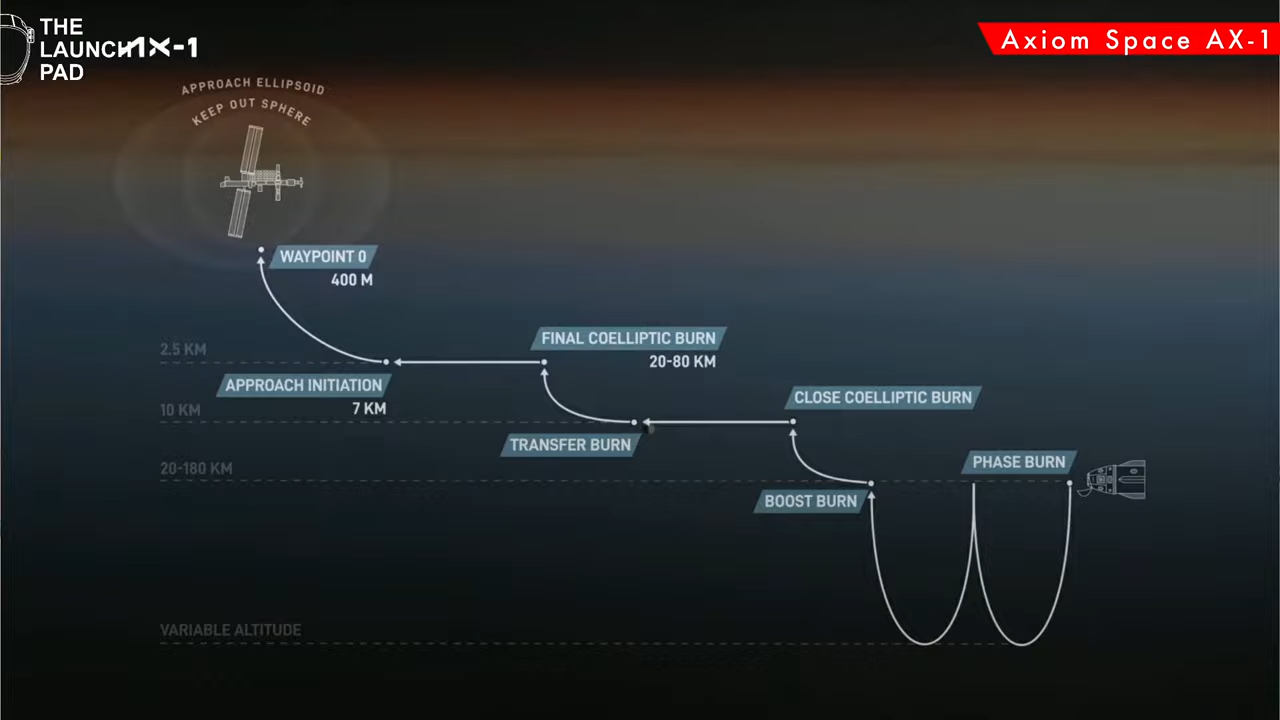 THE
LAUNCH
PAD
AX-1
Axiom Space AX-1
APPROACH ELLIPSOID
KEEP OUT SPHERE
WAYPOINT 0
400 M
FINAL COELLIPTIC BURN
20-80 KM
2.5 KM
APPROACH INITIATION
7 KM
CLOSE COELLIPTIC BURN
10 KM
TRANSFER BURN
PHASE BURN
20-180 KM
BOOST BURN
VARIABLE ALTITUDE